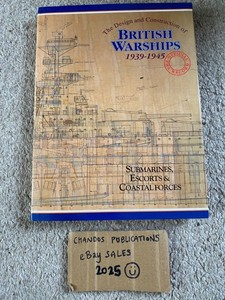 The Design and Construction of
BRITISH
WARSHIPS
1939-1945
SUBMARINES,
ESCORTS &
COASTAL FORCES
CHANDOS PUBLICATIONS
eBay SALES
2025